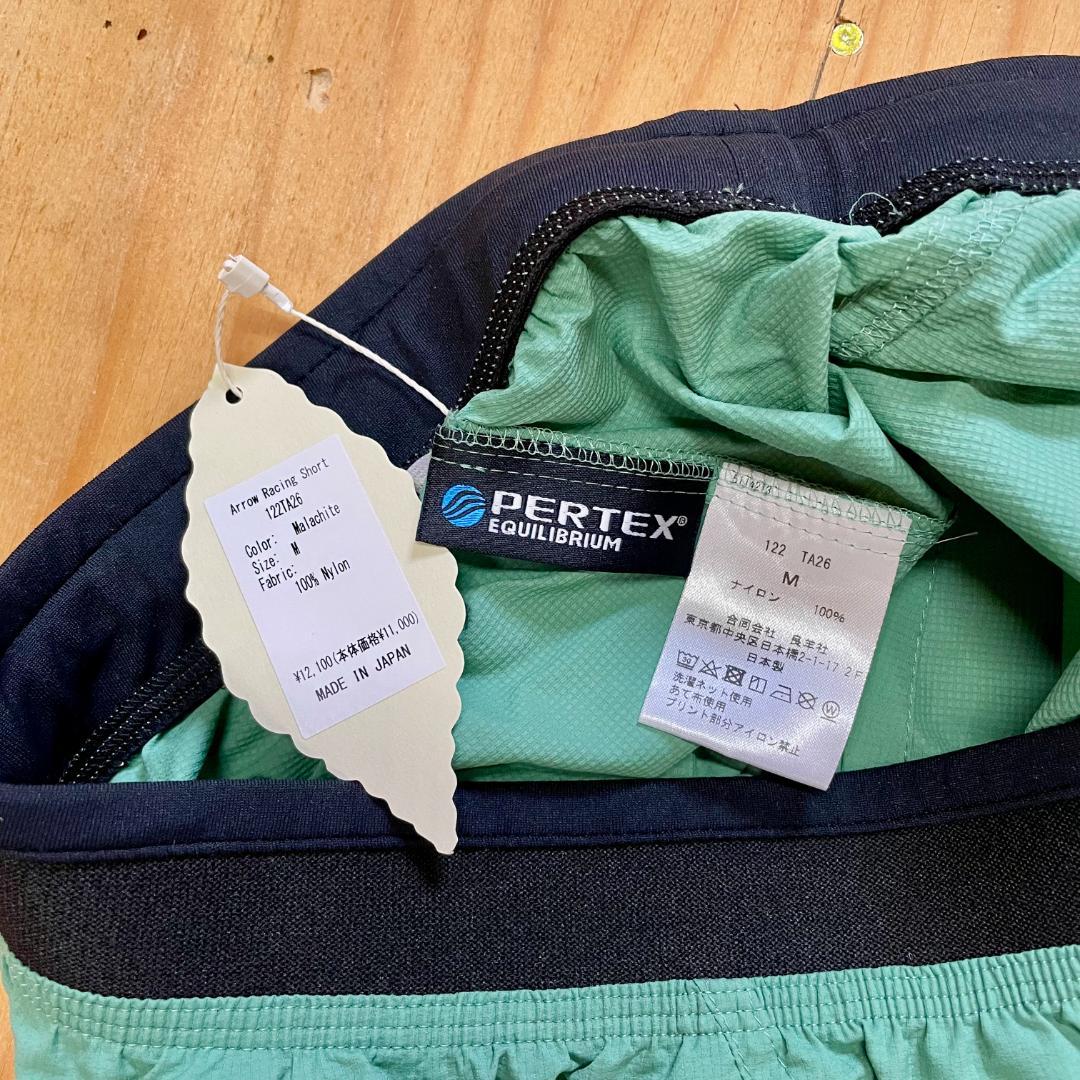 Arrow Racing Short
122TA26
Color: Malachite
Size: M
Fabric:
100% Nylon
¥12,100(本体価格¥11,000)
MADE IN JAPAN
PERTEX®
EQUILIBRIUM
122 TA26
M
ナイロン 100%
合同会社 良羊社
東京都中央区日本橋2-1-17 2F
日本製
洗濯ネット使用
あて布使用
プリント部分アイロン禁止